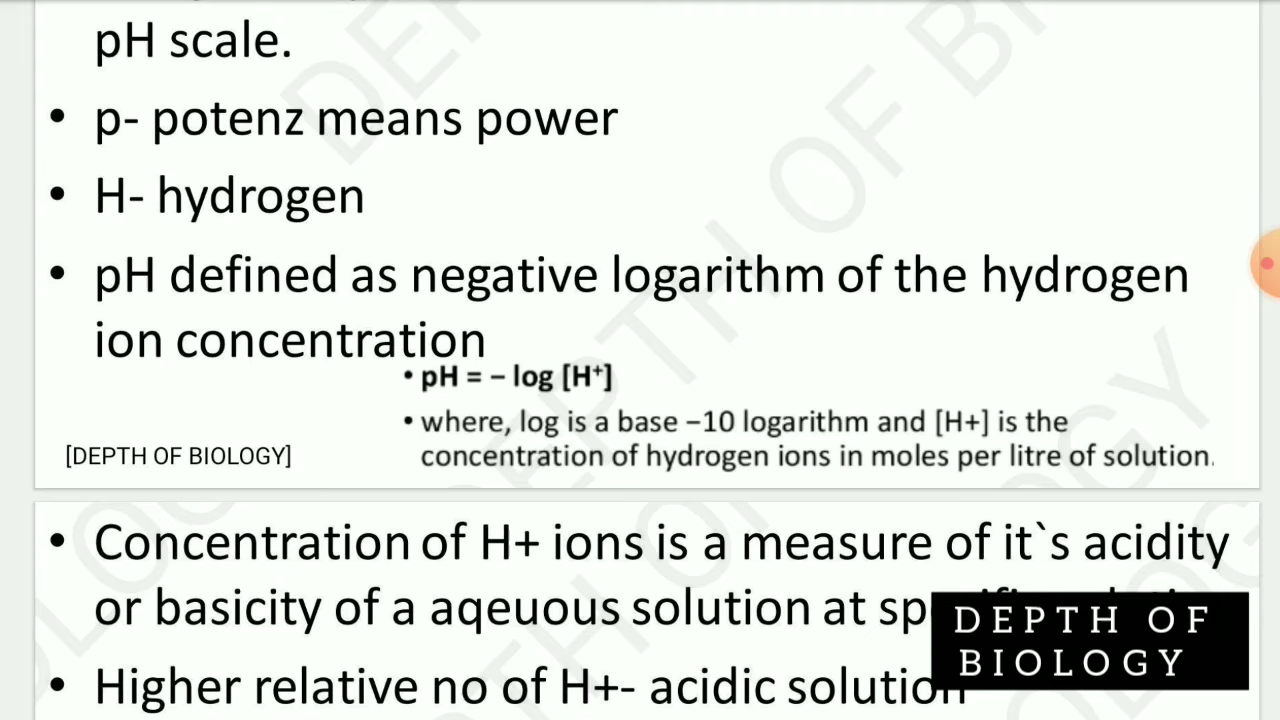 pH scale.
• p- potenz means power
• H- hydrogen
• pH defined as negative logarithm of the hydrogen
ion concentration
• pH = – log [H⁺]
• where, log is a base –10 logarithm and [H+] is the
concentration of hydrogen ions in moles per litre of solution.
[DEPTH OF BIOLOGY]
• Concentration of H+ ions is a measure of it`s acidity
or basicity of a aqeuous solution at
• Higher relative no of H+- acidic solution
DEPTH OF
BIOLOGY